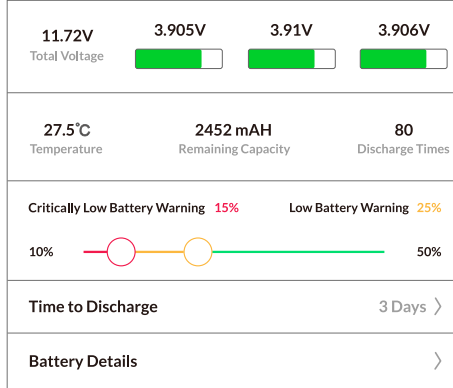 11.72V 3.905V 3.91V 3.906V
Total Voltage
27.5℃ 2452 mAH 80
Temperature Remaining Capacity Discharge Times
Critically Low Battery Warning 15% Low Battery Warning 25%
10% 50%
Time to Discharge 3 Days
Battery Details